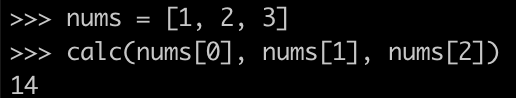 >>> nums = [1, 2, 3]
>>> calc(nums[0], nums[1], nums[2])
14